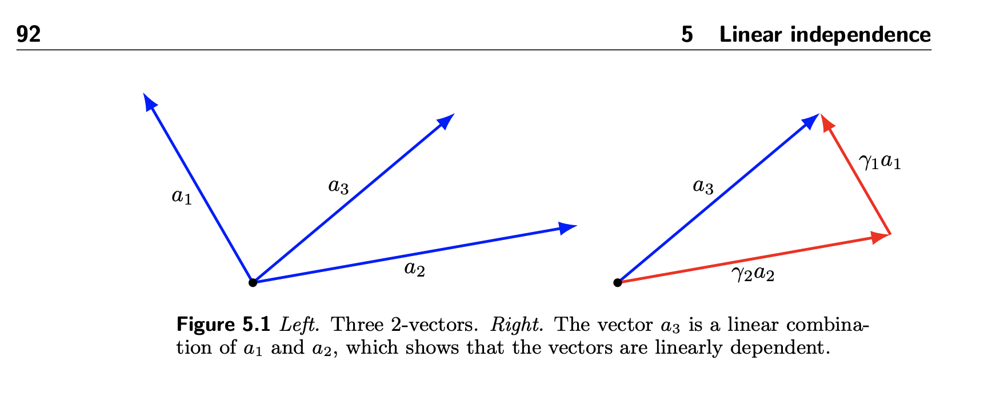 92 5 Linear independence
a₁
a₃
a₂
a₃
γ₁a₁
γ₂a₂
Figure 5.1 Left. Three 2-vectors. Right. The vector a₃ is a linear combina-
tion of a₁ and a₂, which shows that the vectors are linearly dependent.